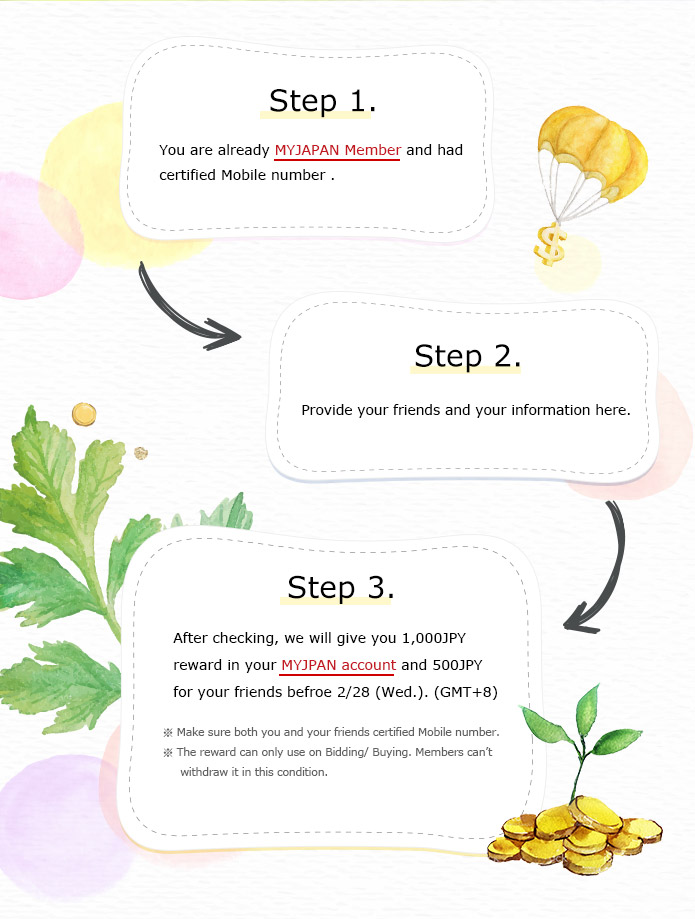 Step 1.
You are already MYJAPAN Member and had
certified Mobile number .
Step 2.
Provide your friends and your information here.
Step 3.
After checking, we will give you 1,000JPY
reward in your MYJPAN account and 500JPY
for your friends befroe 2/28 (Wed.). (GMT+8)
※ Make sure both you and your friends certified Mobile number.
※ The reward can only use on Bidding/ Buying. Members can't
withdraw it in this condition.